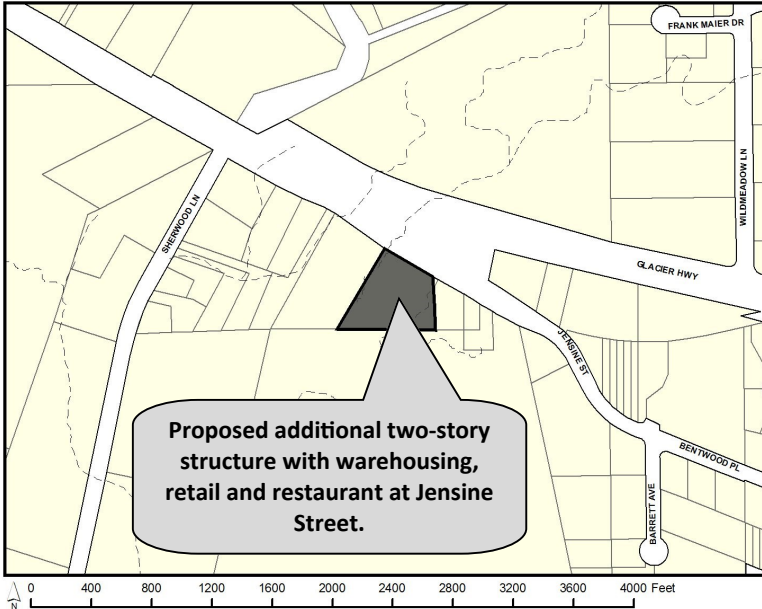 FRANK MAIER DR
WILDMEADOW LN
SHERWOOD LN
GLACIER HWY
JENSINE ST
Proposed additional two-story
structure with warehousing,
retail and restaurant at Jensine
Street.
BENTWOOD PL
BARRETT AVE
N
0 400 800 1200 1600 2000 2400 2800 3200 3600 4000 Feet